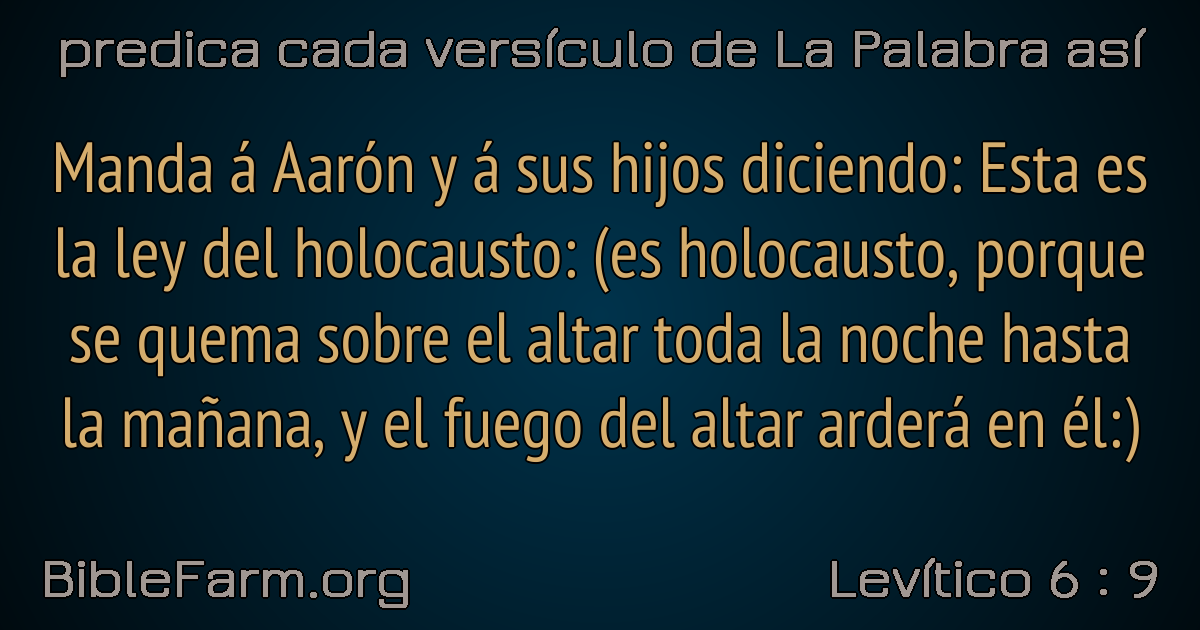 predica cada versículo de La Palabra así
Manda á Aarón y á sus hijos diciendo: Esta es
la ley del holocausto: (es holocausto, porque
se quema sobre el altar toda la noche hasta
la mañana, y el fuego del altar arderá en él:)
BibleFarm.org
Levítico 6 : 9